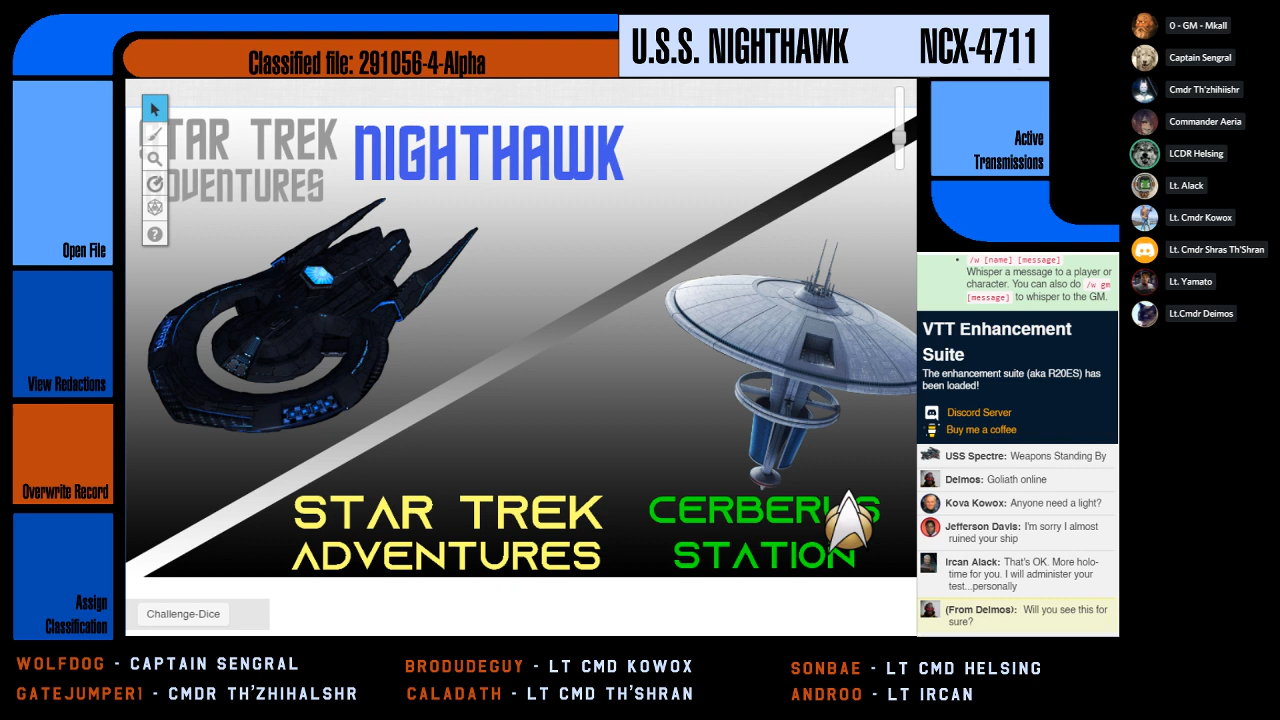 Classified file: 291056-4-Alpha
U.S.S. NIGHTHAWK NCX-4711
Open File
View Redactions
Overwrite Record
Assign
Classification
STAR TREK
ADVENTURES
NIGHTHAWK
STAR TREK
ADVENTURES
CERBERUS
STATION
Challenge-Dice
Active
Transmissions
/w [name] [message]
Whisper a message to a player or
character. You can also do /w gm
[message] to whisper to the GM.
VTT Enhancement
Suite
The enhancement suite (aka R20ES) has
been loaded!
Discord Server
Buy me a coffee
USS Spectre: Weapons Standing By
Deimos: Goliath online
Kova Kowox: Anyone need a light?
Jefferson Davis: I'm sorry I almost
ruined your ship
Ircan Alack: That's OK. More holo-
time for you. I will administer your
test...personally
(From Deimos): Will you see this for
sure?
0 - GM - Mkall
Captain Sengral
Cmdr Th'zhihiishr
Commander Aeria
LCDR Helsing
Lt. Alack
Lt. Cmdr Kowox
Lt. Cmdr Shras Th'Shran
Lt. Yamato
Lt.Cmdr Deimos
WOLFDOG - CAPTAIN SENGRAL
BRODUDEGUY - LT CMD KOWOX
SONBAE - LT CMD HELSING
GATEJUMPER1 - CMDR TH'ZHIHALSHR
CALADATH - LT CMD TH'SHRAN
ANDROO - LT IRCAN